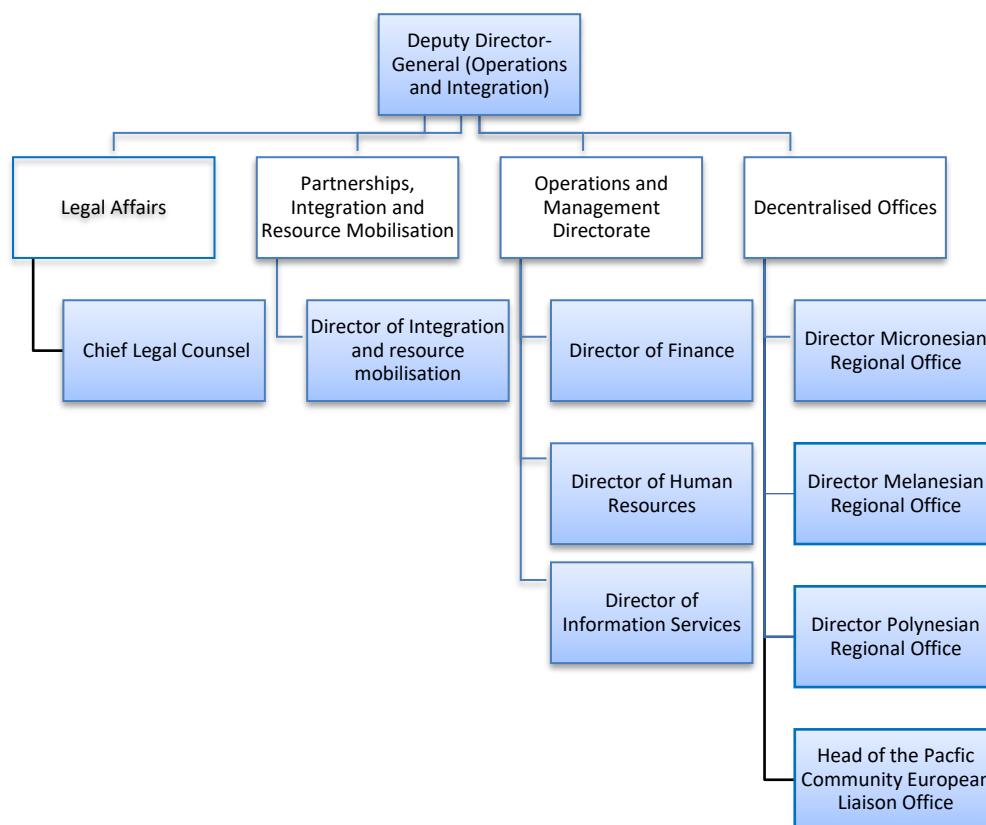 Deputy Director-
General (Operations
and Integration)
Legal Affairs
Partnerships,
Integration and
Resource Mobilisation
Operations and
Management
Directorate
Decentralised Offices
Chief Legal Counsel
Director of Integration
and resource
mobilisation
Director of Finance
Director Micronesian
Regional Office
Director of Human
Resources
Director Melanesian
Regional Office
Director of
Information Services
Director Polynesian
Regional Office
Head of the Pacfic
Community European
Liaison Office